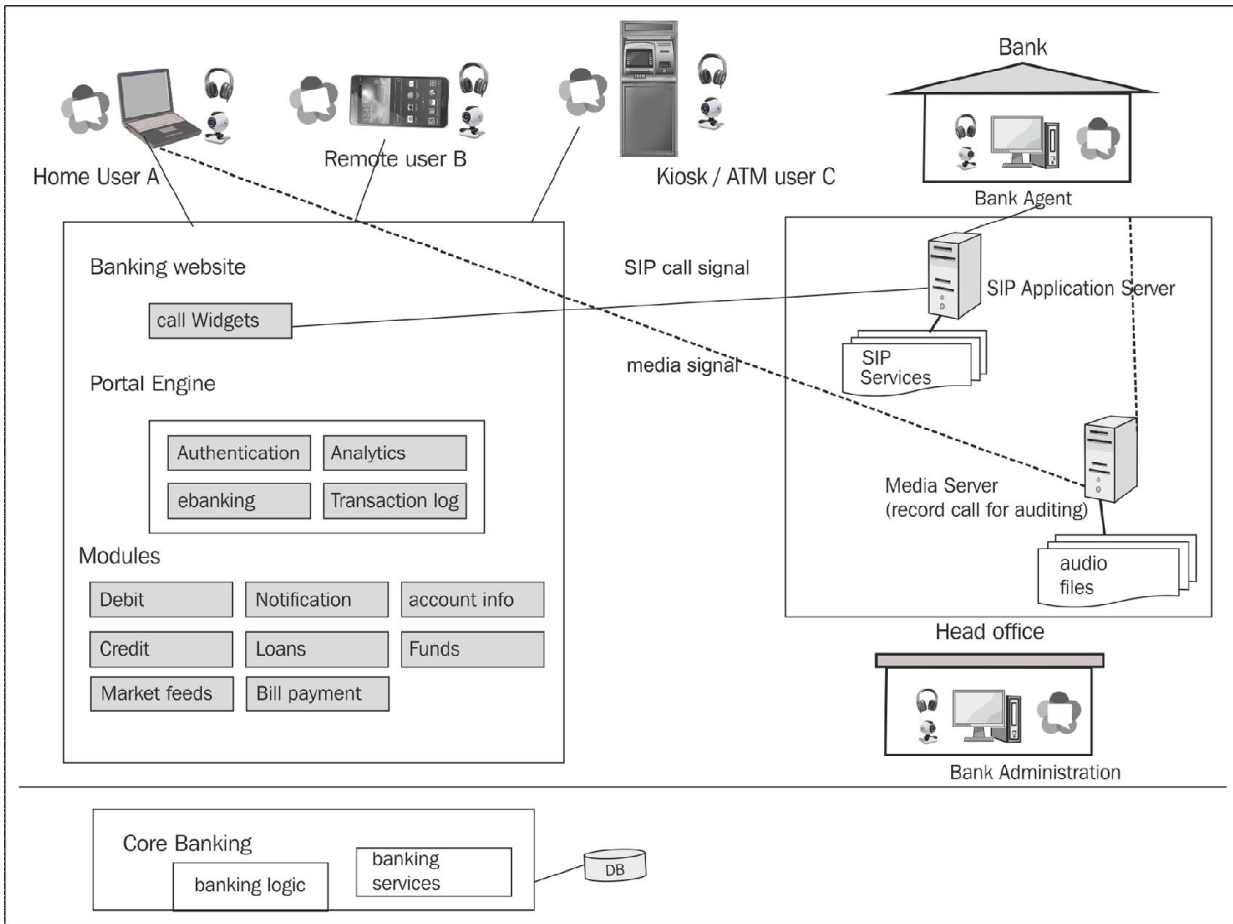 Bank
Home User A
Remote user B
Kiosk / ATM user C
Bank Agent
Banking website
call Widgets
SIP call signal
SIP Application Server
SIP
Services
media signal
Portal Engine
Authentication
Analytics
ebanking
Transaction log
Media Server
(record call for auditing)
audio
files
Modules
Debit
Notification
account info
Credit
Loans
Funds
Market feeds
Bill payment
Head office
Bank Administration
Core Banking
banking logic
banking
services
DB